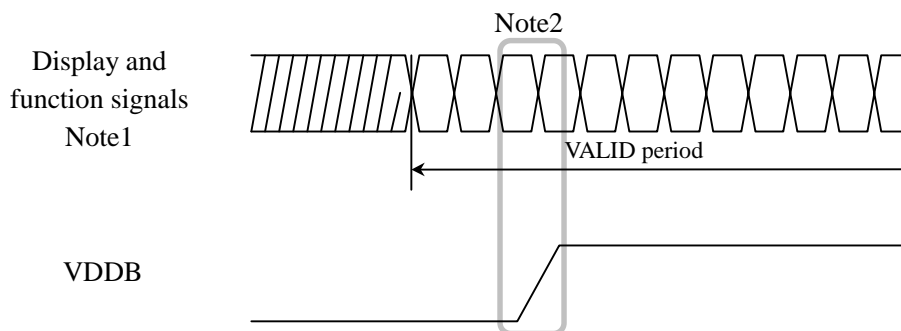 Note2
Display and
function signals
Note1
VALID period
VDDB